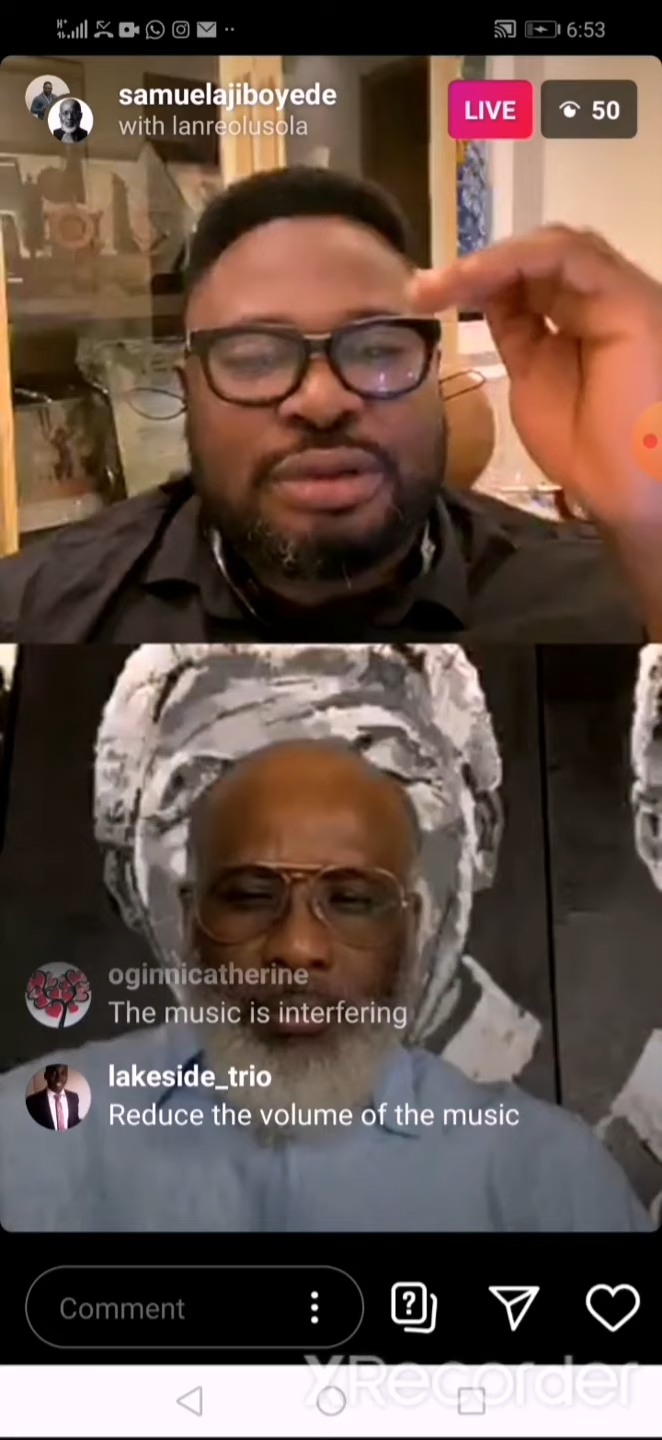 6:53
samuelajiboyede
with lanreolusola
LIVE
50
oginnicatherine
The music is interfering
lakeside_trio
Reduce the volume of the music
Comment
XRecorder